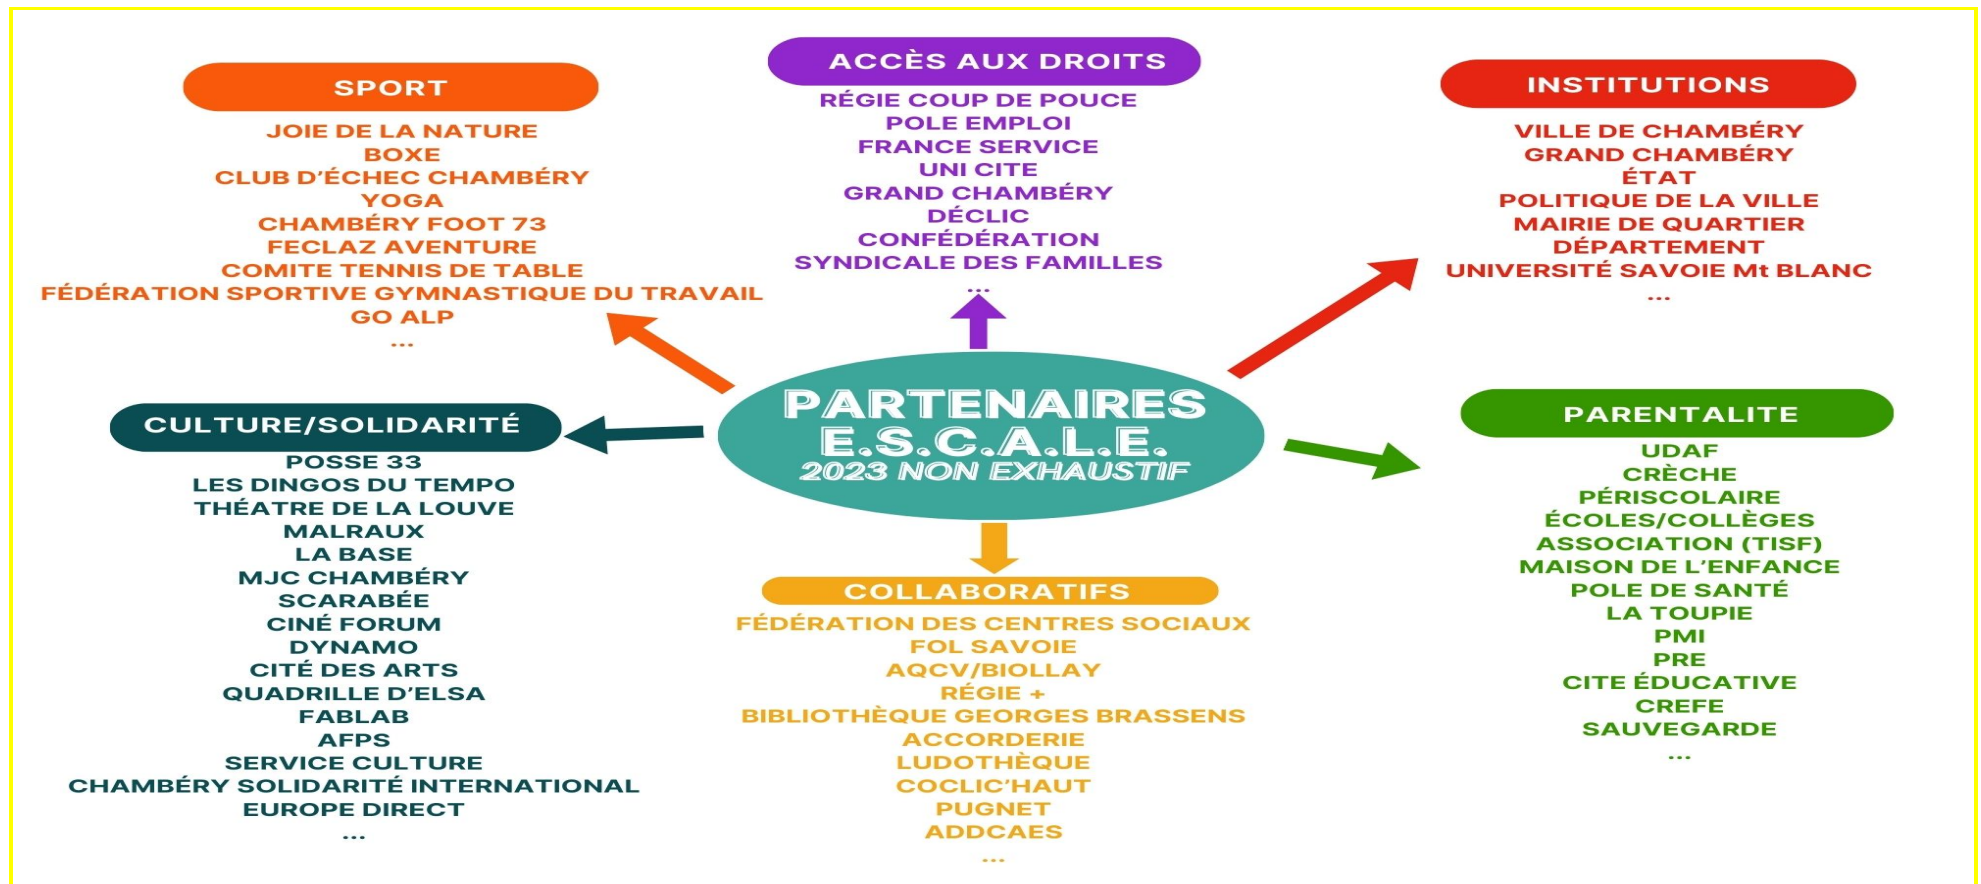 SPORT
JOIE DE LA NATURE
BOXE
CLUB D'ÉCHEC CHAMBÉRY
YOGA
CHAMBÉRY FOOT 73
FECLAZ AVENTURE
COMITE TENNIS DE TABLE
FÉDÉRATION SPORTIVE GYMNASTIQUE DU TRAVAIL
GO ALP
...
ACCÈS AUX DROITS
RÉGIE COUP DE POUCE
POLE EMPLOI
FRANCE SERVICE
UNI CITE
GRAND CHAMBÉRY
DÉCLIC
CONFÉDÉRATION
SYNDICALE DES FAMILLES
...
INSTITUTIONS
VILLE DE CHAMBÉRY
GRAND CHAMBÉRY
ÉTAT
POLITIQUE DE LA VILLE
MAIRIE DE QUARTIER
DÉPARTEMENT
UNIVERSITÉ SAVOIE Mt BLANC
...
PARTENAIRES
E.S.C.A.L.E.
2023 NON EXHAUSTIF
CULTURE/SOLIDARITÉ
POSSE 33
LES DINGOS DU TEMPO
THÉATRE DE LA LOUVE
MALRAUX
LA BASE
MJC CHAMBÉRY
SCARABÉE
CINÉ FORUM
DYNAMO
CITÉ DES ARTS
QUADRILLE D'ELSA
FABLAB
AFPS
SERVICE CULTURE
CHAMBÉRY SOLIDARITÉ INTERNATIONAL
EUROPE DIRECT
...
COLLABORATIFS
FÉDÉRATION DES CENTRES SOCIAUX
FOL SAVOIE
AQCV/BIOLLAY
RÉGIE +
BIBLIOTHÈQUE GEORGES BRASSENS
ACCORDERIE
LUDOTHÈQUE
COCLIC'HAUT
PUGNET
ADDCAES
...
PARENTALITE
UDAF
CRÈCHE
PÉRISCOLAIRE
ÉCOLES/COLLÈGES
ASSOCIATION (TISF)
MAISON DE L'ENFANCE
POLE DE SANTÉ
LA TOUPIE
PMI
PRE
CITE ÉDUCATIVE
CREFE
SAUVEGARDE
...